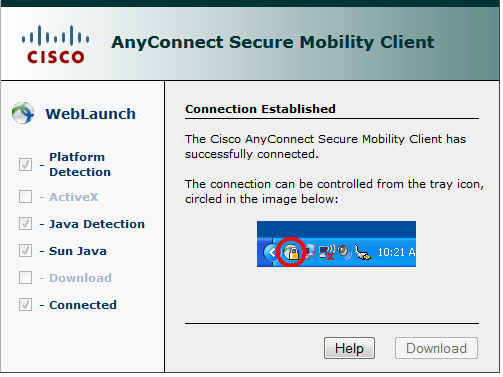 CISCO
AnyConnect Secure Mobility Client
WebLaunch
- Platform
Detection
- ActiveX
- Java Detection
- Sun Java
- Download
- Connected
Connection Established
The Cisco AnyConnect Secure Mobility Client has
successfully connected.
The connection can be controlled from the tray icon,
circled in the image below:
10:21 A
Help
Download